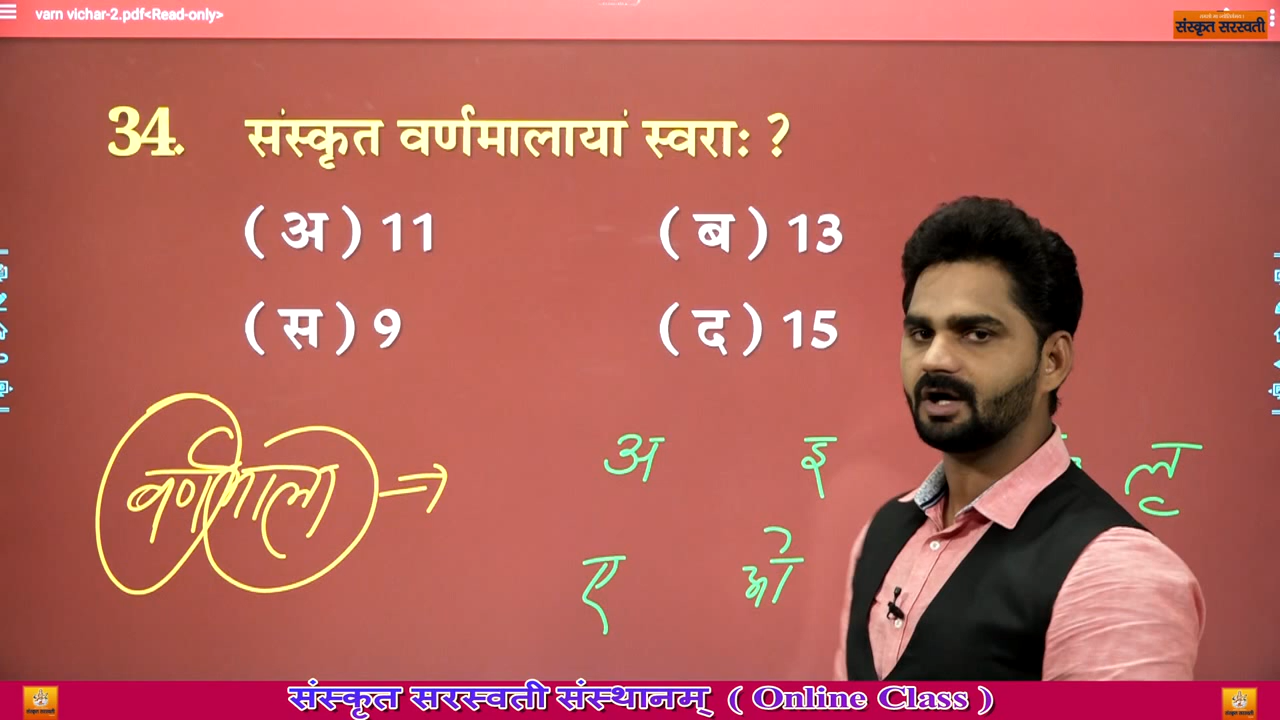 varn vichar-2.pdf<Read-only>
संस्कृत सरस्वती
34. संस्कृत वर्णमालायां स्वराः ?
( अ ) 11 ( ब ) 13
( स ) 9 ( द ) 15
वर्णमाला →
अ इ लृ
ए ओ
संस्कृत सरस्वती संस्थानम् ( Online Class )